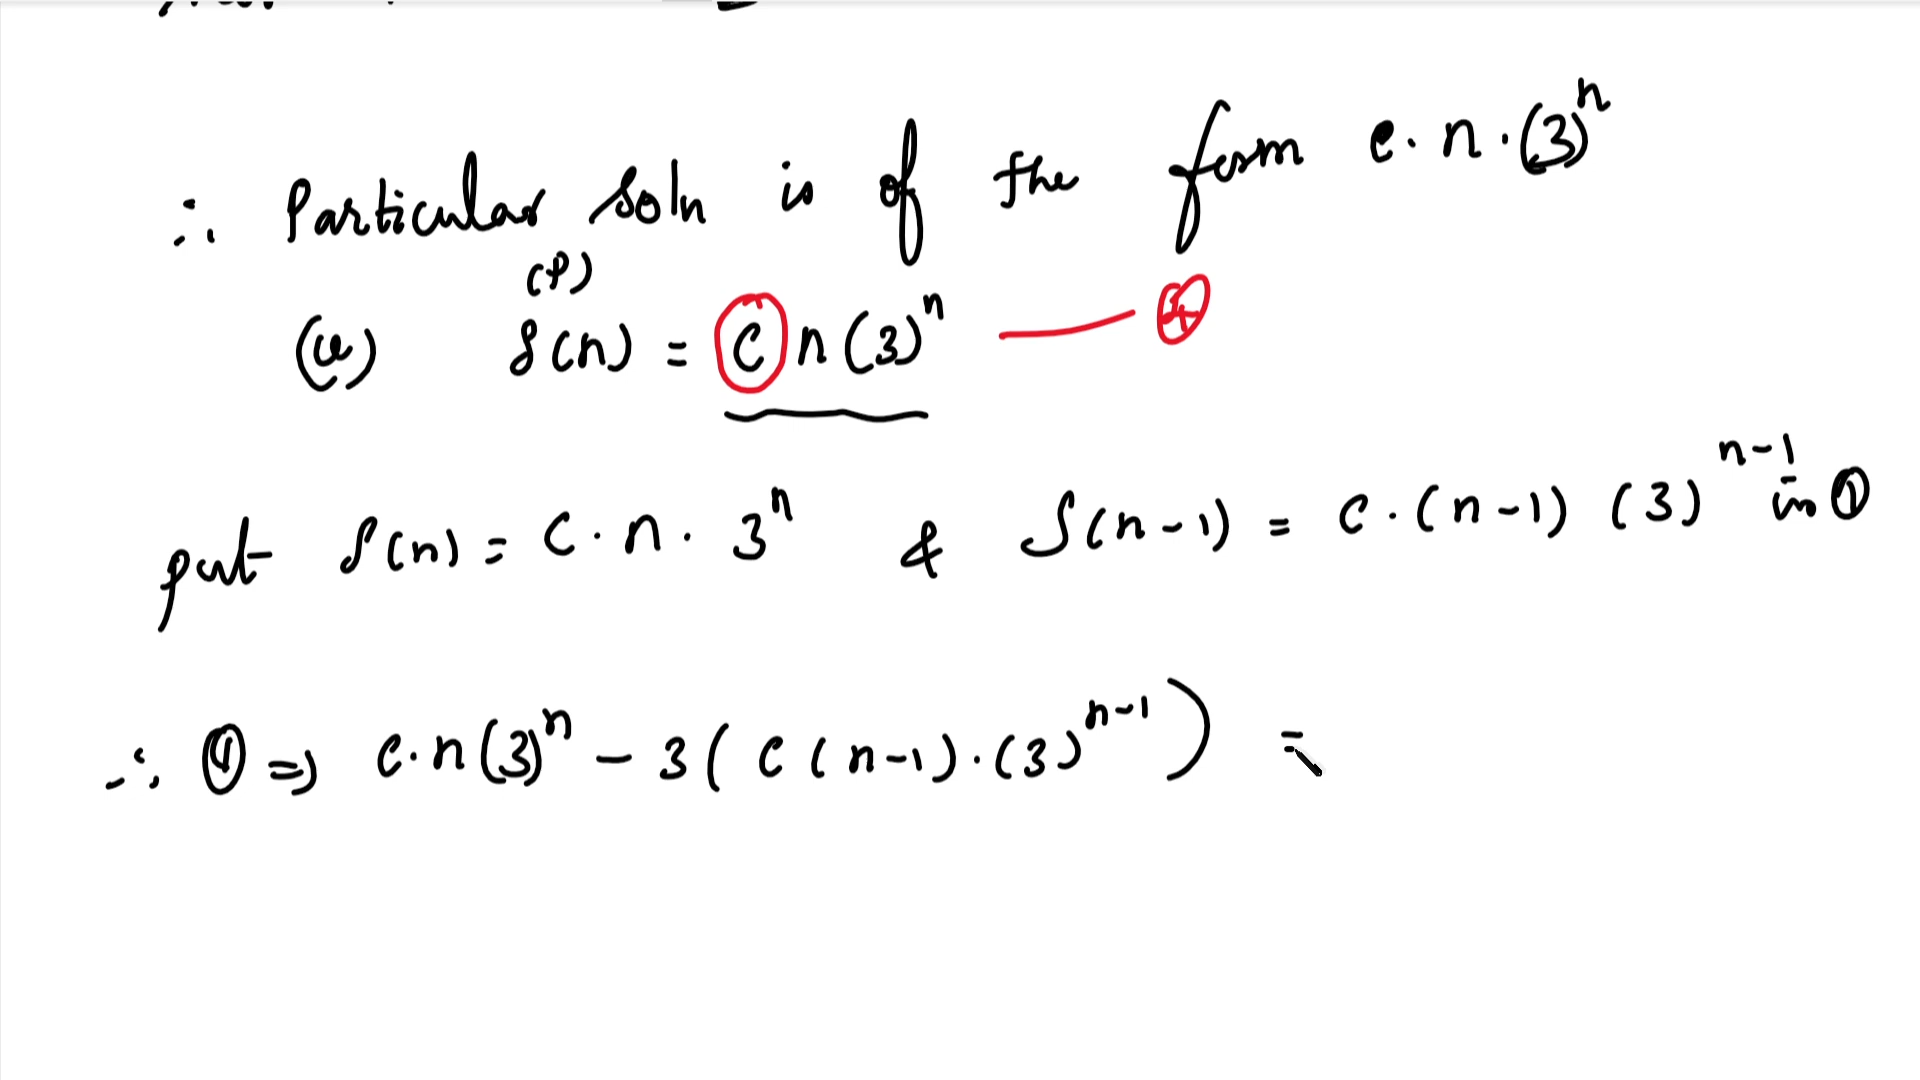 ∴ Particular Soln is of the form c·n·(3)^n
(ie) S(n)^(P) = C n (3)^n —— ④
put S(n) = C·n·3^n & S(n-1) = C·(n-1) (3)^{n-1} in ①
∴ ① ⇒ C·n(3)^n - 3(C(n-1)·(3)^{n-1}) =